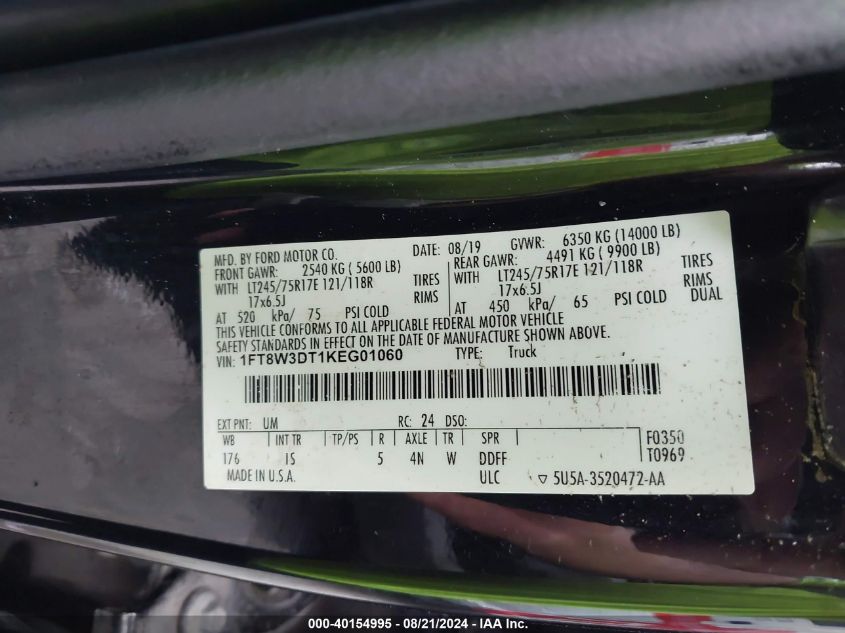 MFD. BY FORD MOTOR CO. DATE: 08/19 GVWR: 6350 KG (14000 LB)
FRONT GAWR: 2540 KG ( 5600 LB) REAR GAWR: 4491 KG ( 9900 LB)
WITH LT245/75R17E 121/118R TIRES WITH LT245/75R17E 121/118R TIRES
17x6.5J RIMS 17x6.5J RIMS
AT 520 kPa/ 75 PSI COLD AT 450 kPa/ 65 PSI COLD DUAL
THIS VEHICLE CONFORMS TO ALL APPLICABLE FEDERAL MOTOR VEHICLE
SAFETY STANDARDS IN EFFECT ON THE DATE OF MANUFACTURE SHOWN ABOVE.
VIN: 1FT8W3DT1KEG01060 TYPE: Truck
EXT PNT: UM RC: 24 DSO:
WB INT TR TP/PS R AXLE TR SPR F0350
176 IS 5 4N W DDFF T0969
MADE IN U.S.A. ULC ▽ 5U5A-3520472-AA
000-40154995 - 08/21/2024 - IAA Inc.